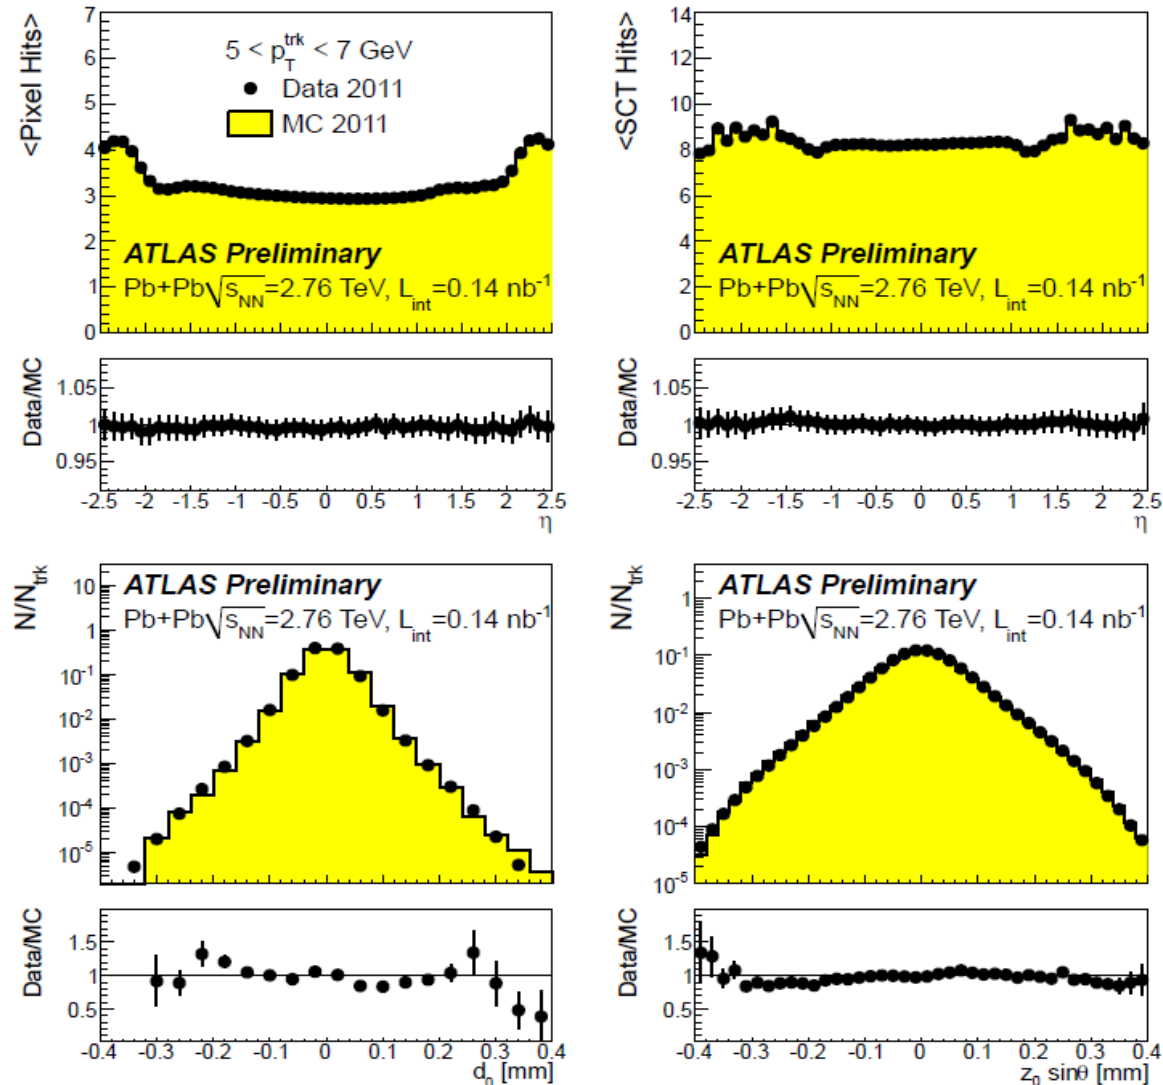 <Pixel Hits>
7
6
5
4
3
2
1
0
5 < p_T^trk < 7 GeV
Data 2011
MC 2011
ATLAS Preliminary
Pb+Pb√s_NN=2.76 TeV, L_int=0.14 nb^-1
Data/MC
1.05
1
0.95
-2.5 -2 -1.5 -1 -0.5 0 0.5 1 1.5 2 2.5
η
<SCT Hits>
14
12
10
8
6
4
2
0
ATLAS Preliminary
Pb+Pb√s_NN=2.76 TeV, L_int=0.14 nb^-1
Data/MC
1.05
1
0.95
-2.5 -2 -1.5 -1 -0.5 0 0.5 1 1.5 2 2.5
η
N/N_trk
10
1
10^-1
10^-2
10^-3
10^-4
10^-5
ATLAS Preliminary
Pb+Pb√s_NN=2.76 TeV, L_int=0.14 nb^-1
Data/MC
1.5
1
0.5
-0.4 -0.3 -0.2 -0.1 0 0.1 0.2 0.3 0.4
d_0 [mm]
N/N_trk
1
10^-1
10^-2
10^-3
10^-4
10^-5
ATLAS Preliminary
Pb+Pb√s_NN=2.76 TeV, L_int=0.14 nb^-1
Data/MC
1.5
1
0.5
-0.4 -0.3 -0.2 -0.1 0 0.1 0.2 0.3 0.4
z_0 sinθ [mm]